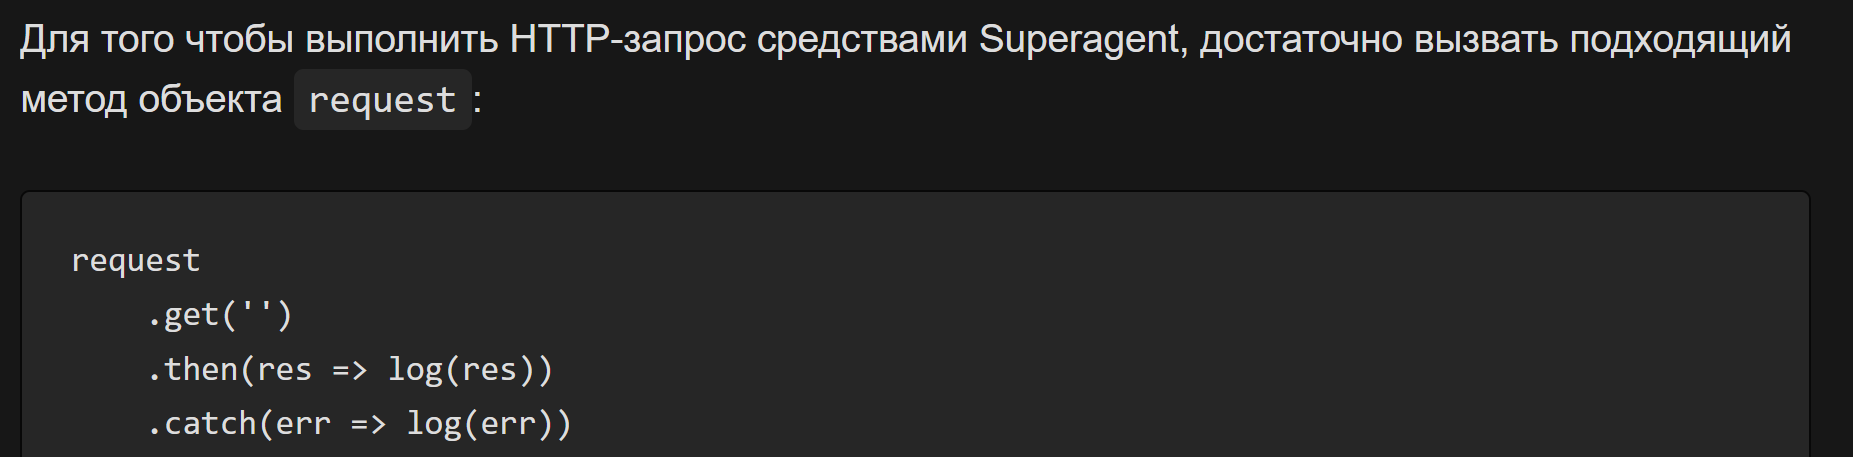 Для того чтобы выполнить HTTP-запрос средствами Superagent, достаточно вызвать подходящий
метод объекта request:
request
    .get('')
    .then(res => log(res))
    .catch(err => log(err))